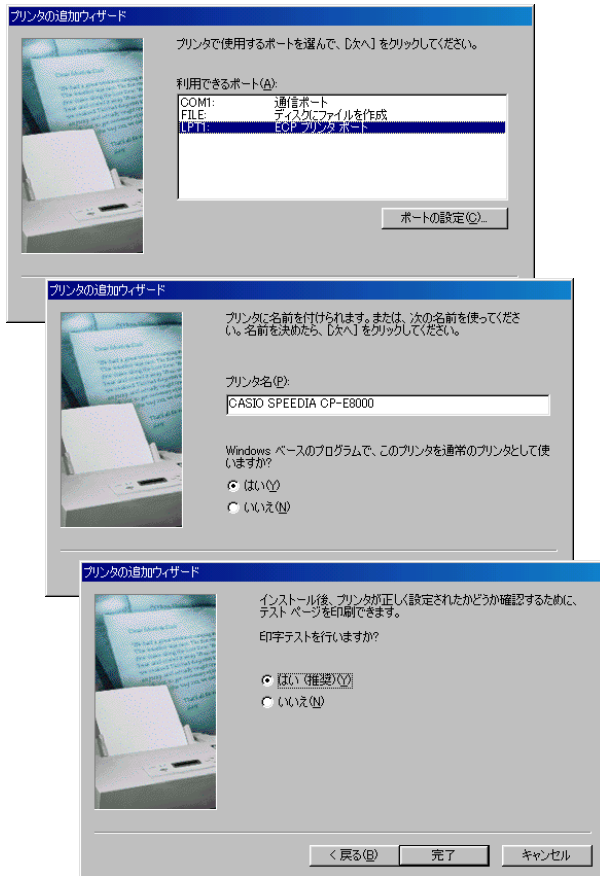 プリンタの追加ウィザード
プリンタで使用するポートを選んで、[次へ] をクリックしてください。
利用できるポート(A):
COM1: 通信ポート
FILE: ディスクにファイルを作成
LPT1: ECP プリンタ ポート
ポートの設定(C)...
プリンタの追加ウィザード
プリンタに名前を付けられます。または、次の名前を使ってくださ
い。名前を決めたら、[次へ] をクリックしてください。
プリンタ名(P):
CASIO SPEEDIA CP-E8000
Windows ベースのプログラムで、このプリンタを通常のプリンタとして使
いますか?
はい(Y)
いいえ(N)
プリンタの追加ウィザード
インストール後、プリンタが正しく設定されたかどうか確認するために、
テスト ページを印刷できます。
印字テストを行いますか?
はい (推奨)(Y)
いいえ(N)
< 戻る(B)
完了
キャンセル